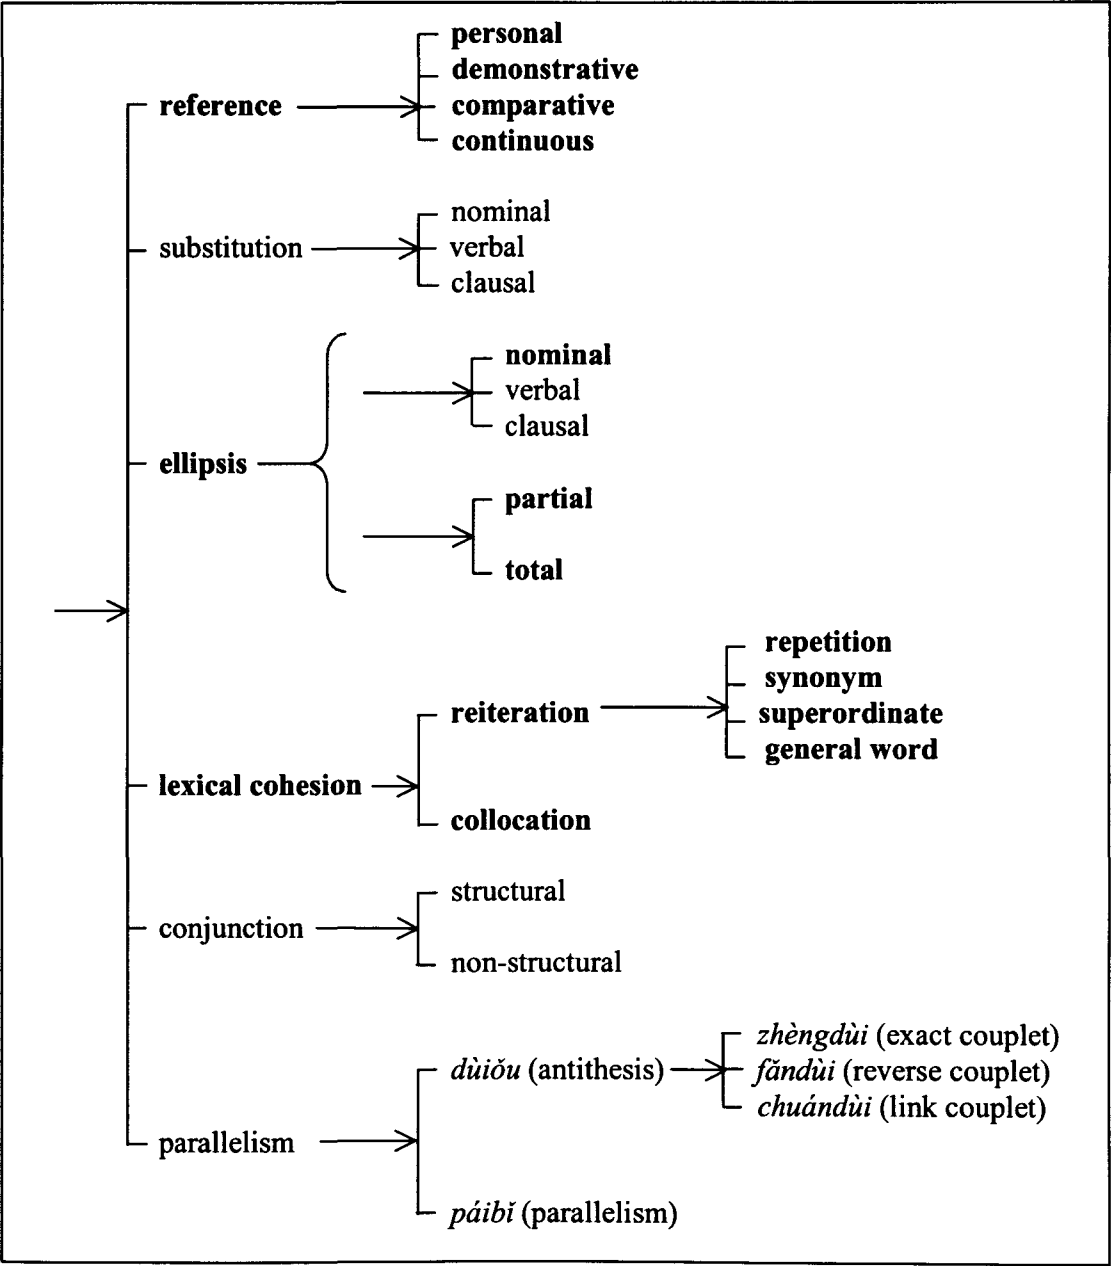 personal
demonstrative
reference
comparative
continuous
nominal
substitution
verbal
clausal
nominal
verbal
clausal
ellipsis
partial
total
repetition
synonym
reiteration
superordinate
general word
lexical cohesion
collocation
structural
conjunction
non-structural
zhèngdùi (exact couplet)
dùiǒu (antithesis)
fǎndùi (reverse couplet)
chuándùi (link couplet)
parallelism
páibǐ (parallelism)